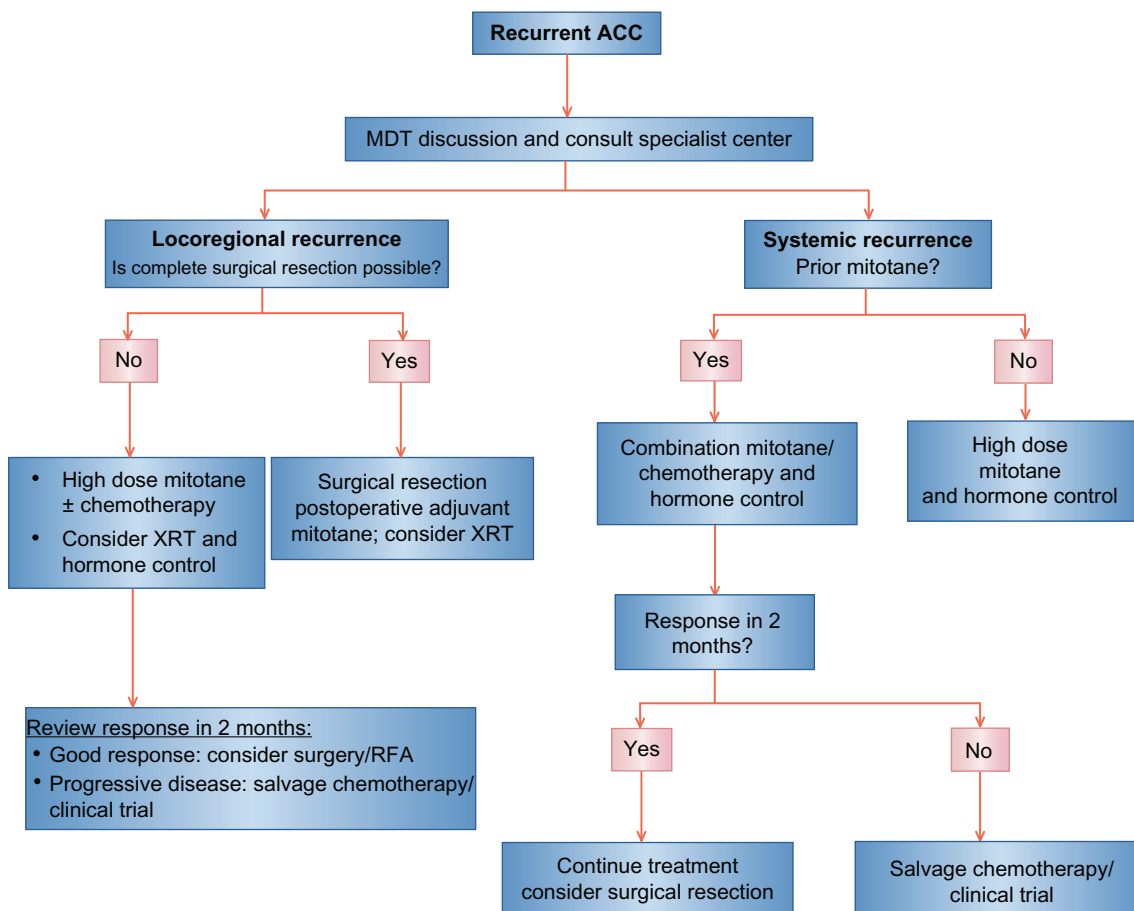 Recurrent ACC
MDT discussion and consult specialist center
Locoregional recurrence
Is complete surgical resection possible?
Systemic recurrence
Prior mitotane?
No
Yes
Yes
No
• High dose mitotane
± chemotherapy
• Consider XRT and
hormone control
Surgical resection
postoperative adjuvant
mitotane; consider XRT
Combination mitotane/
chemotherapy and
hormone control
High dose
mitotane
and hormone control
Response in 2
months?
Review response in 2 months:
• Good response: consider surgery/RFA
• Progressive disease: salvage chemotherapy/
clinical trial
Yes
No
Continue treatment
consider surgical resection
Salvage chemotherapy/
clinical trial